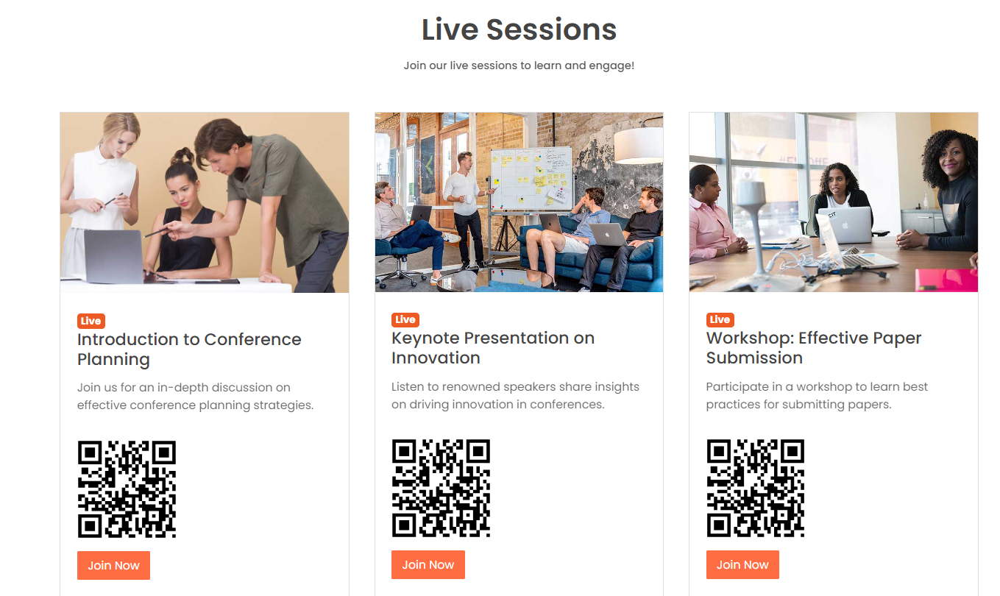 Live Sessions
Join our live sessions to learn and engage!
Live
Introduction to Conference
Planning
Join us for an in-depth discussion on
effective conference planning strategies.
Join Now
Live
Keynote Presentation on
Innovation
Listen to renowned speakers share insights
on driving innovation in conferences.
Join Now
CIT
Live
Workshop: Effective Paper
Submission
Participate in a workshop to learn best
practices for submitting papers.
Join Now